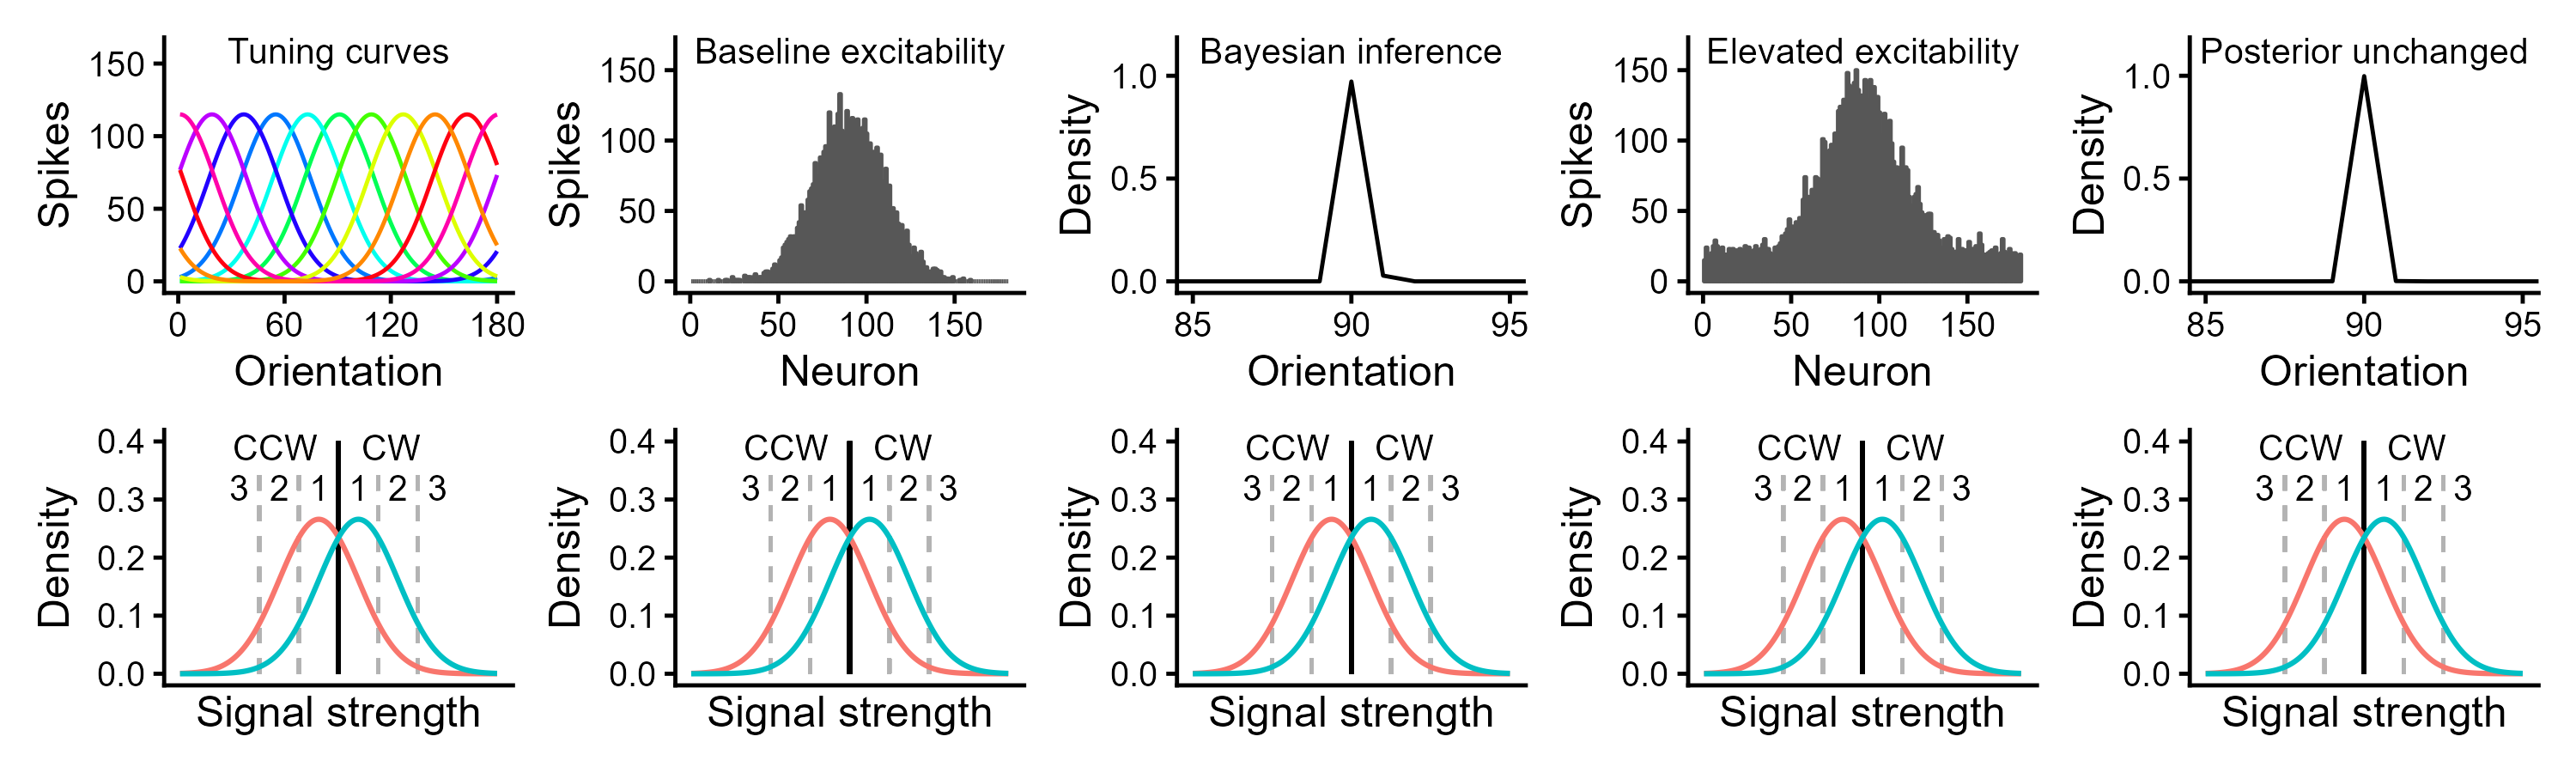 Tuning curves
150
100
50
0
Spikes
0 60 120 180
Orientation
Baseline excitability
150
100
50
0
Spikes
0 50 100 150
Neuron
Bayesian inference
1.0
0.5
0.0
Density
85 90 95
Orientation
Elevated excitability
150
100
50
0
Spikes
0 50 100 150
Neuron
Posterior unchanged
1.0
0.5
0.0
Density
85 90 95
Orientation
0.4
0.3
0.2
0.1
0.0
Density
CCW CW
3 2 1 1 2 3
Signal strength
0.4
0.3
0.2
0.1
0.0
Density
CCW CW
3 2 1 1 2 3
Signal strength
0.4
0.3
0.2
0.1
0.0
Density
CCW CW
3 2 1 1 2 3
Signal strength
0.4
0.3
0.2
0.1
0.0
Density
CCW CW
3 2 1 1 2 3
Signal strength
0.4
0.3
0.2
0.1
0.0
Density
CCW CW
3 2 1 1 2 3
Signal strength